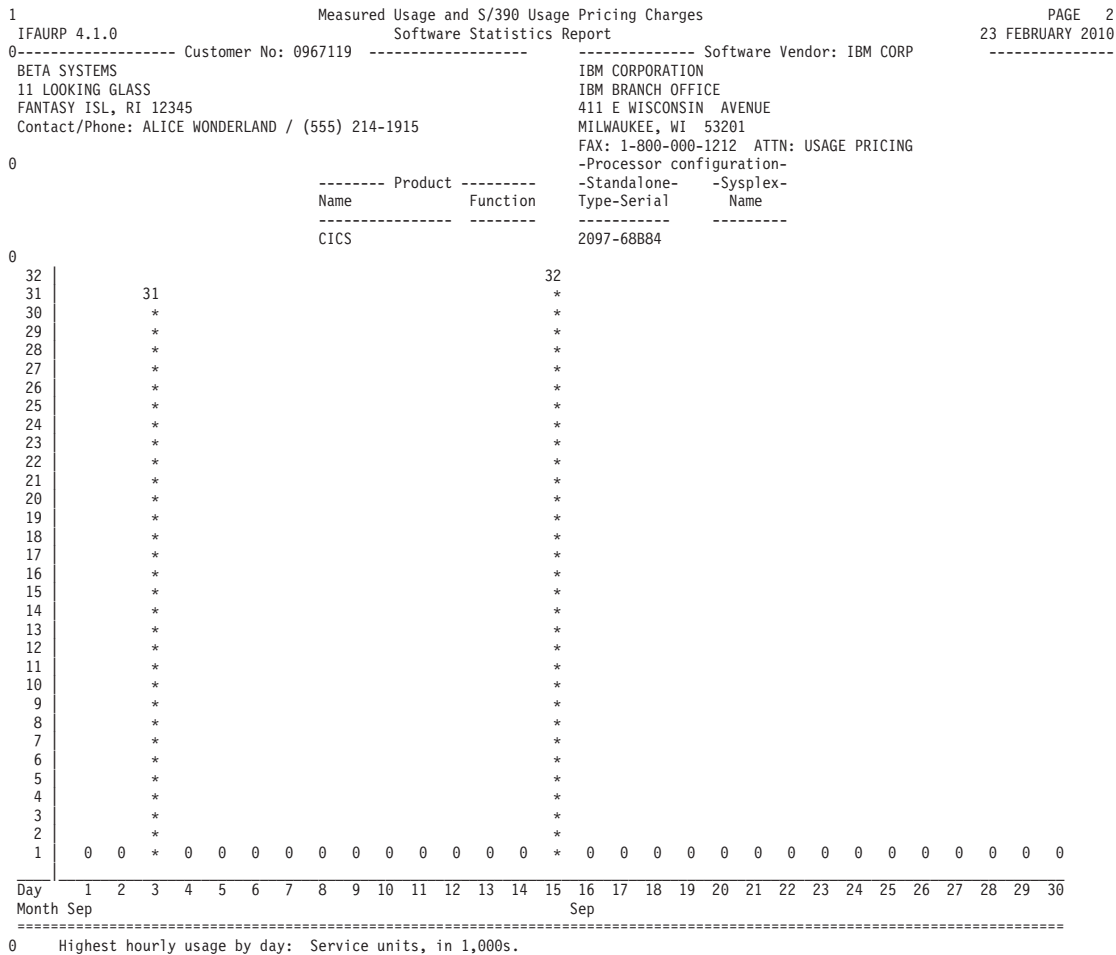 1                                    Measured Usage and S/390 Usage Pricing Charges                                         PAGE   2
 IFAURP 4.1.0                                 Software Statistics Report                                            23 FEBRUARY 2010
0------------------- Customer No: 0967119  -------------------      -------------- Software Vendor: IBM CORP         ---------------
 BETA SYSTEMS                                                       IBM CORPORATION
 11 LOOKING GLASS                                                   IBM BRANCH OFFICE
 FANTASY ISL, RI 12345                                              411 E WISCONSIN  AVENUE
 Contact/Phone: ALICE WONDERLAND / (555) 214-1915                   MILWAUKEE, WI  53201
                                                                    FAX: 1-800-000-1212  ATTN: USAGE PRICING
0                                                                   -Processor configuration-
                                     -------- Product ---------     -Standalone-    -Sysplex-
                                     Name              Function     Type-Serial       Name
                                     ---------------- --------     -----------     ---------
                                     CICS                           2097-68B84
0
  32 |                                                          32
  31 |          31                                               *
  30 |           *                                               *
  29 |           *                                               *
  28 |           *                                               *
  27 |           *                                               *
  26 |           *                                               *
  25 |           *                                               *
  24 |           *                                               *
  23 |           *                                               *
  22 |           *                                               *
  21 |           *                                               *
  20 |           *                                               *
  19 |           *                                               *
  18 |           *                                               *
  17 |           *                                               *
  16 |           *                                               *
  15 |           *                                               *
  14 |           *                                               *
  13 |           *                                               *
  12 |           *                                               *
  11 |           *                                               *
  10 |           *                                               *
   9 |           *                                               *
   8 |           *                                               *
   7 |           *                                               *
   6 |           *                                               *
   5 |           *                                               *
   4 |           *                                               *
   3 |           *                                               *
   2 |           *                                               *
   1 |   0   0   *   0   0   0   0   0   0   0   0   0   0   0   *   0   0   0   0   0   0   0   0   0   0   0   0   0   0   0
 Day     1   2   3   4   5   6   7   8   9  10  11  12  13  14  15  16  17  18  19  20  21  22  23  24  25  26  27  28  29  30
 Month Sep                                                         Sep
 =============================================================================================================================
0     Highest hourly usage by day:  Service units, in 1,000s.